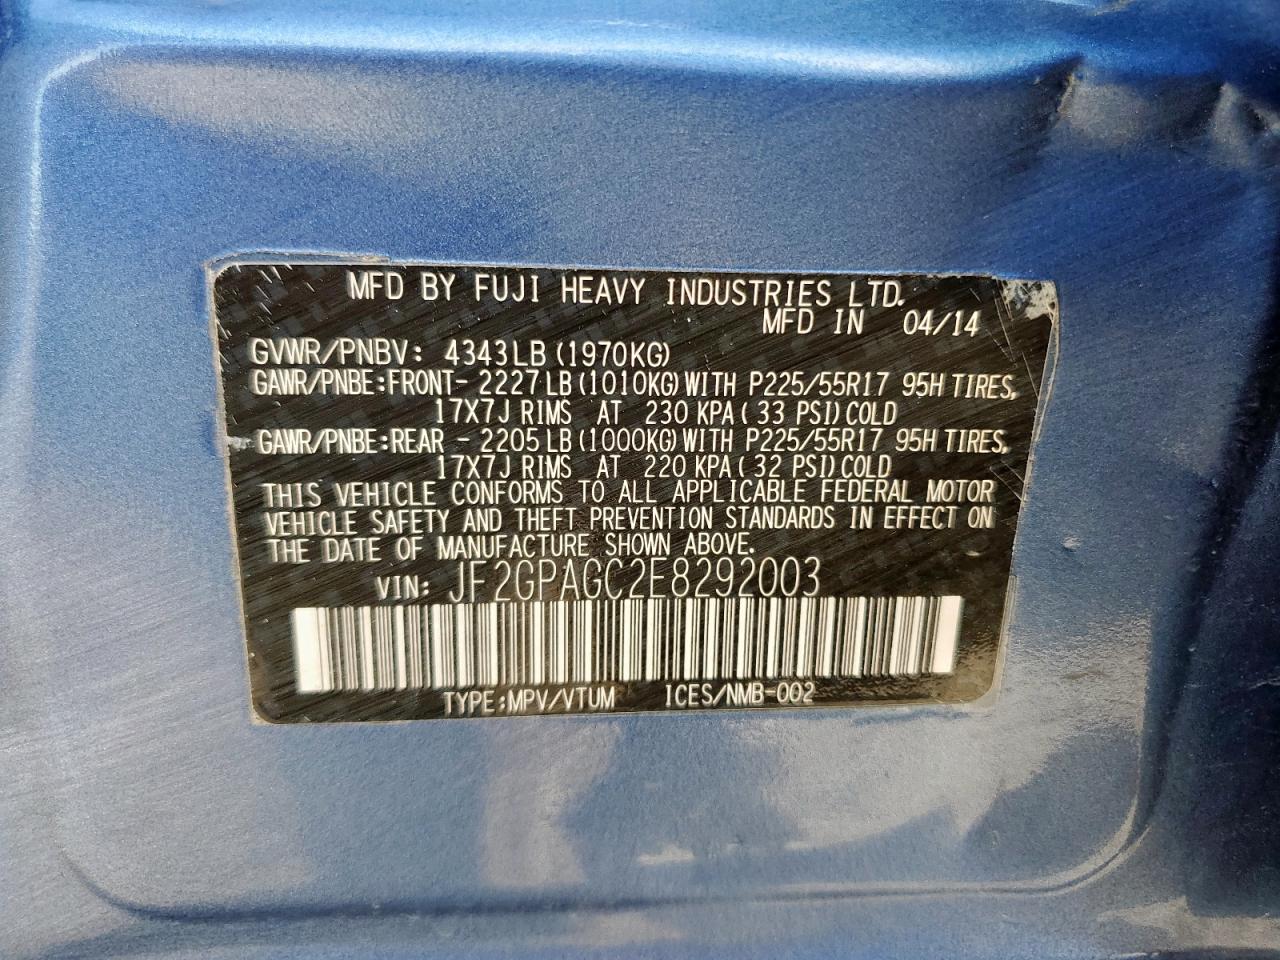 MFD BY FUJI HEAVY INDUSTRIES LTD.
MFD IN 04/14
GVWR/PNBV: 4343LB (1970KG)
GAWR/PNBE:FRONT- 2227LB (1010KG) WITH P225/55R17 95H TIRES,
17X7J RIMS AT 230 KPA (33 PSI) COLD
GAWR/PNBE:REAR - 2205LB (1000KG) WITH P225/55R17 95H TIRES,
17X7J RIMS AT 220 KPA (32 PSI) COLD
THIS VEHICLE CONFORMS TO ALL APPLICABLE FEDERAL MOTOR
VEHICLE SAFETY AND THEFT PREVENTION STANDARDS IN EFFECT ON
THE DATE OF MANUFACTURE SHOWN ABOVE.
VIN: JF2GPAGC2E8292003
TYPE:MPV/VTUM ICES/NMB-002